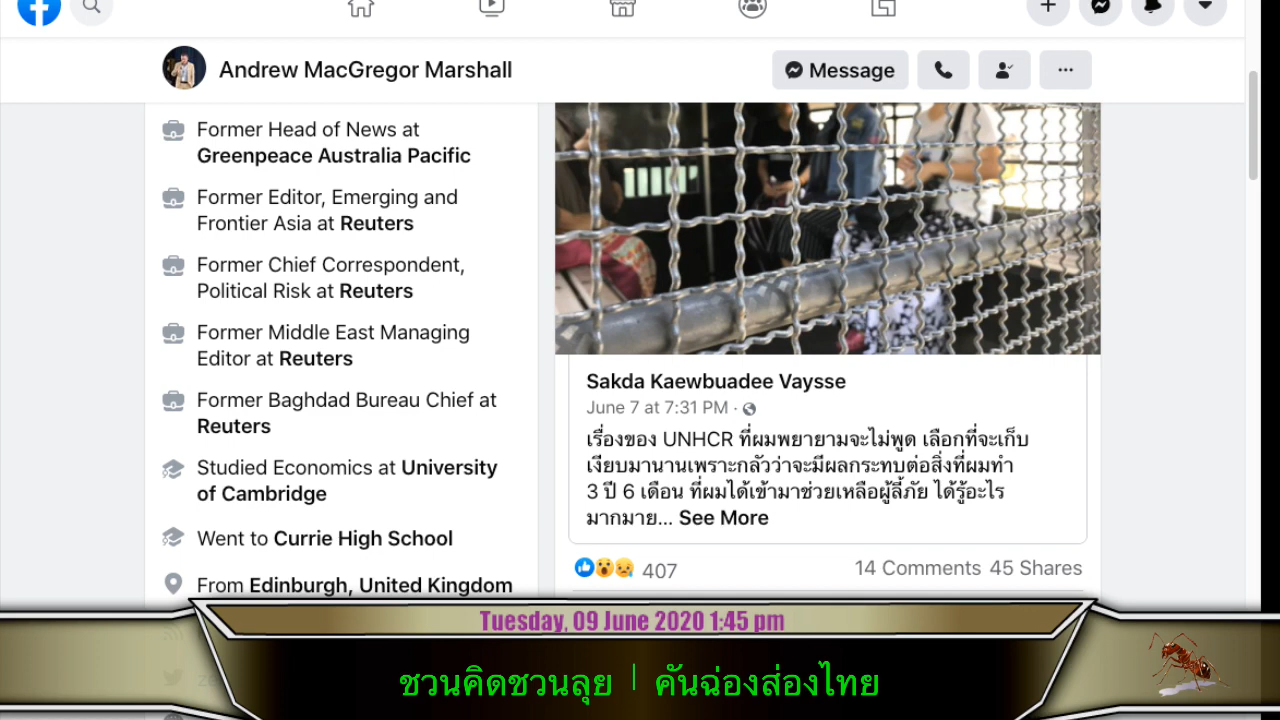 Andrew MacGregor Marshall
Message
Former Head of News at
Greenpeace Australia Pacific
Former Editor, Emerging and
Frontier Asia at Reuters
Former Chief Correspondent,
Political Risk at Reuters
Former Middle East Managing
Editor at Reuters
Former Baghdad Bureau Chief at
Reuters
Studied Economics at University
of Cambridge
Went to Currie High School
From Edinburgh, United Kingdom
Sakda Kaewbuadee Vaysse
June 7 at 7:31 PM ·
เรื่องของ UNHCR ที่ผมพยายามจะไม่พูด เลือกที่จะเก็บ
เงียบมานานเพราะกลัวว่าจะมีผลกระทบต่อสิ่งที่ผมทำ
3 ปี 6 เดือน ที่ผมได้เข้ามาช่วยเหลือผู้ลี้ภัย ได้รู้อะไร
มากมาย... See More
407
14 Comments 45 Shares
Tuesday, 09 June 2020 1:45 pm
ชวนคิดชวนลุย | คันฉ่องส่องไทย